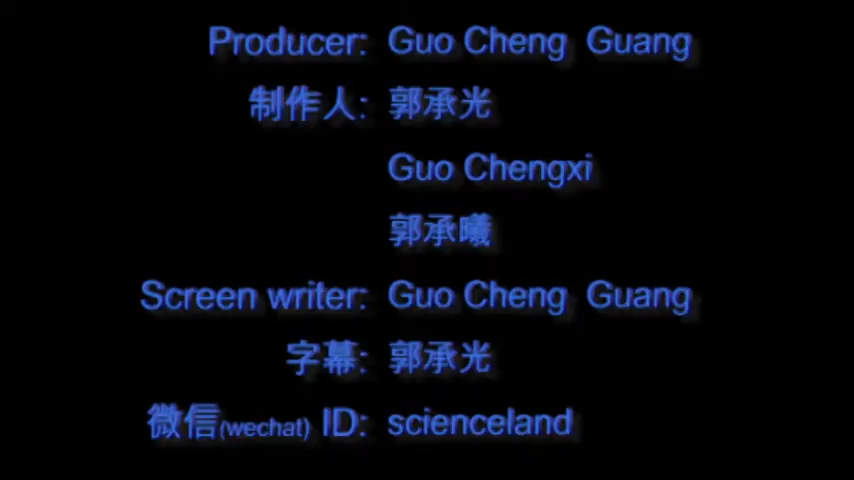 Producer: Guo Cheng Guang
制作人: 郭承光
Guo Chengxi
郭承曦
Screen writer: Guo Cheng Guang
字幕: 郭承光
微信(wechat) ID: scienceland